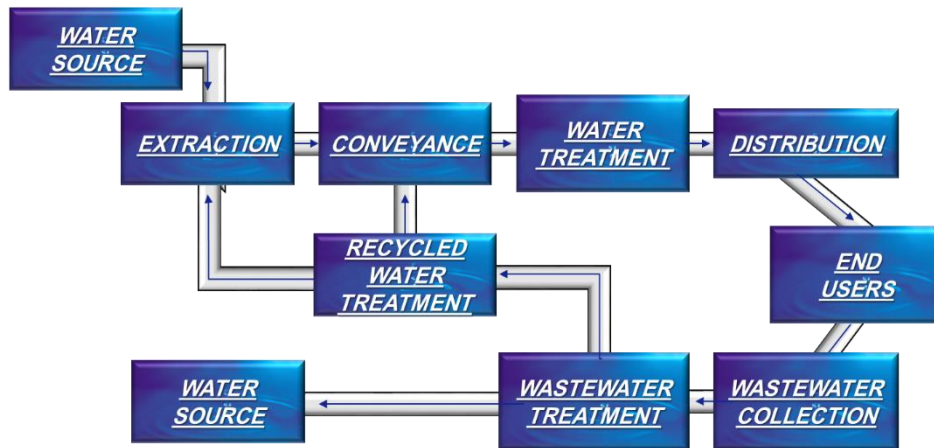 WATER
SOURCE
EXTRACTION
CONVEYANCE
WATER
TREATMENT
DISTRIBUTION
RECYCLED
WATER
TREATMENT
END
USERS
WATER
SOURCE
WASTEWATER
TREATMENT
WASTEWATER
COLLECTION